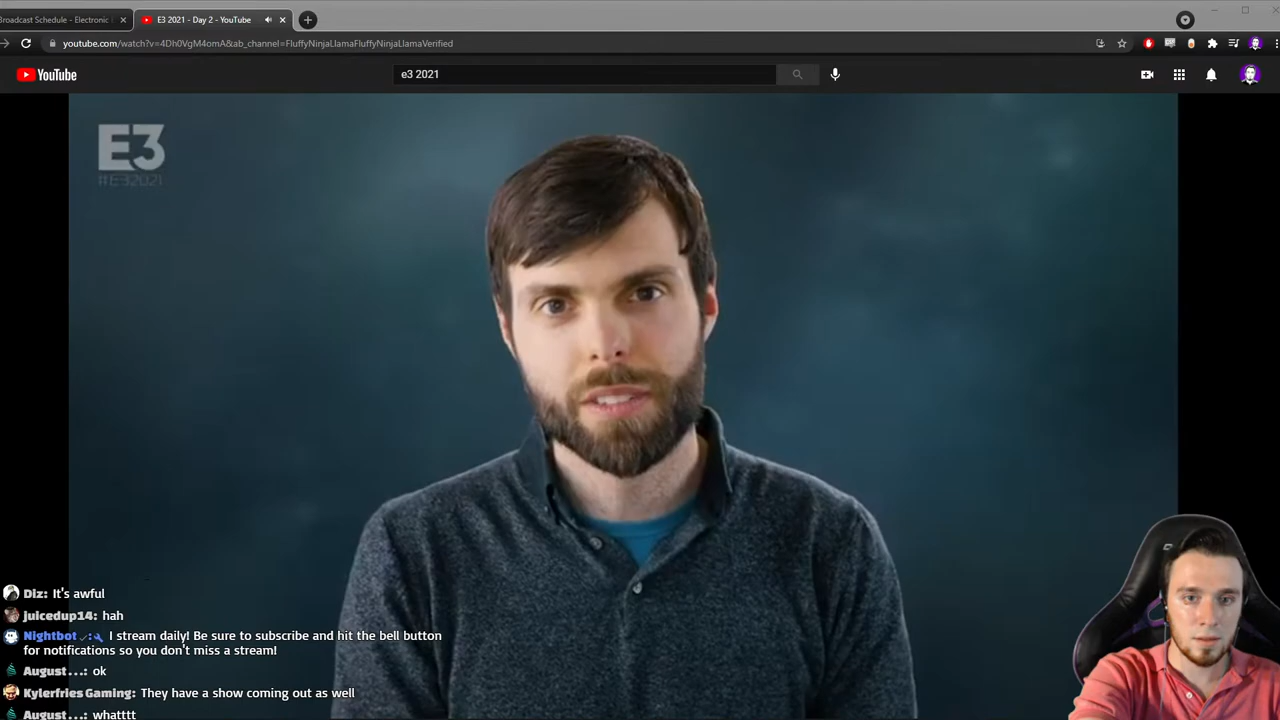 Broadcast Schedule - Electronic E
E3 2021 - Day 2 - YouTube
youtube.com/watch?v=4Dh0VgM4omA&ab_channel=FluffyNinjaLlamaFluffyNinjaLlamaVerified
YouTube
e3 2021
E3
#E32021
Diz: It's awful
juicedup14: hah
Nightbot : I stream daily! Be sure to subscribe and hit the bell button
for notifications so you don't miss a stream!
August...: ok
Kylerfries Gaming: They have a show coming out as well
August...: whatttt